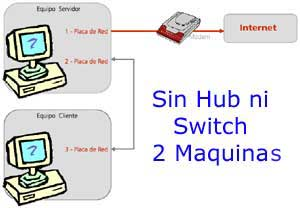 Equipo Servidor
1 - Placa de Red
Modem
Internet
?
2 - Placa de Red
Sin Hub ni
Switch
2 Maquinas
Equipo Cliente
?
3 - Placa de Red